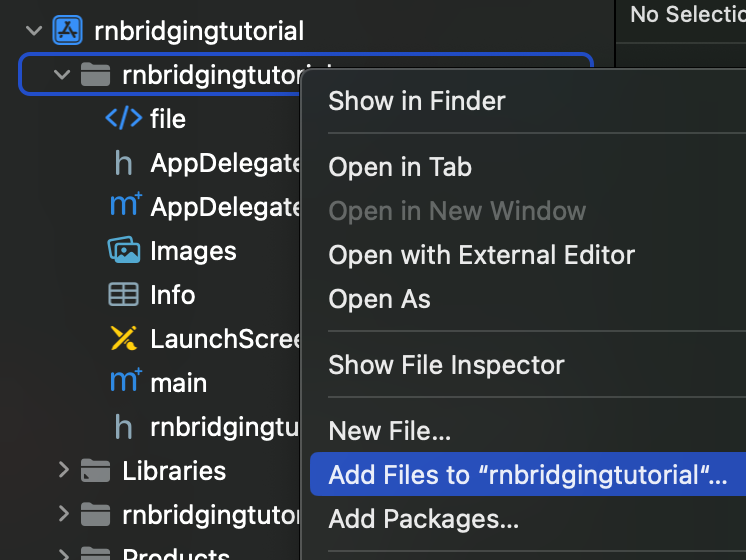 No Selectio
rnbridgingtutorial
rnbridgingtutorial
Show in Finder
file
AppDelegate
Open in Tab
AppDelegate
Open in New Window
Images
Open with External Editor
Info
Open As
LaunchScree
Show File Inspector
main
rnbridgingtu
New File...
Libraries
Add Files to “rnbridgingtutorial“...
rnbridgingtutor
Add Packages...
Products